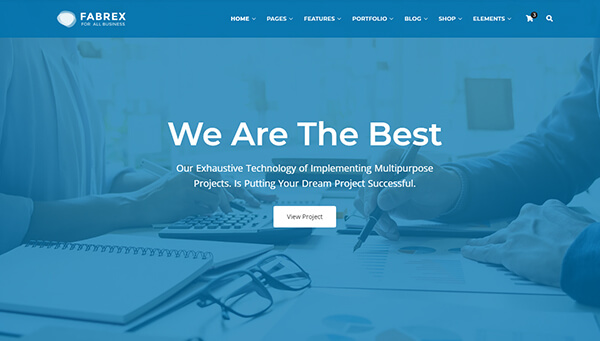 FABREX
FOR ALL BUSINESS
HOME PAGES FEATURES PORTFOLIO BLOG SHOP ELEMENTS 3
We Are The Best
Our Exhaustive Technology of Implementing Multipurpose
Projects. Is Putting Your Dream Project Successful.
View Project